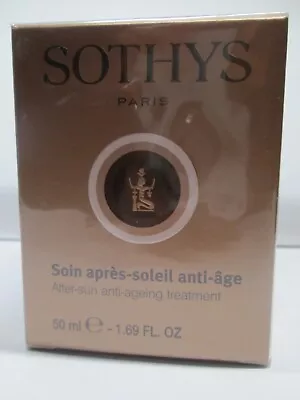 SOTHYS
PARIS
Soin après-soleil anti-âge
After-sun anti-ageing treatment
50 ml ℮ - 1.69 FL. OZ